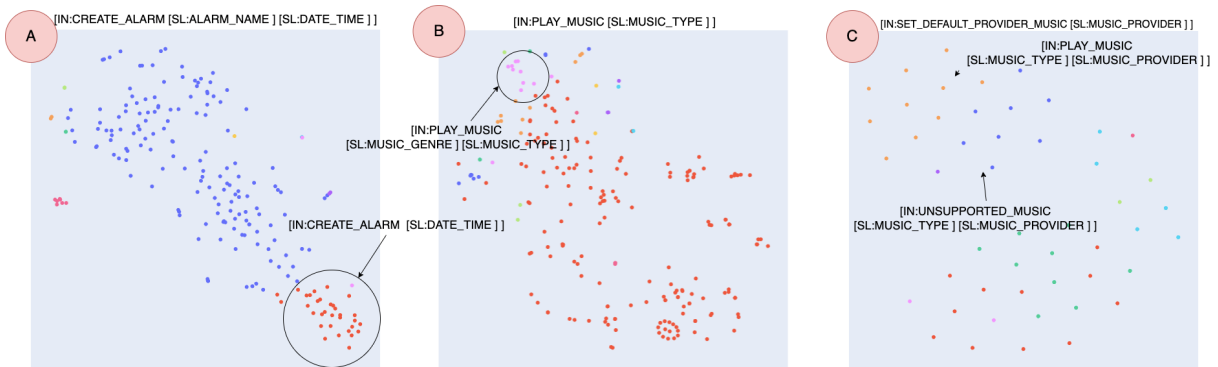 A
[IN:CREATE_ALARM [SL:ALARM_NAME ] [SL:DATE_TIME ] ]
[IN:CREATE_ALARM [SL:DATE_TIME ] ]
B
[IN:PLAY_MUSIC [SL:MUSIC_TYPE ] ]
[IN:PLAY_MUSIC
[SL:MUSIC_GENRE ] [SL:MUSIC_TYPE ] ]
C
[IN:SET_DEFAULT_PROVIDER_MUSIC [SL:MUSIC_PROVIDER ] ]
[IN:PLAY_MUSIC
[SL:MUSIC_TYPE ] [SL:MUSIC_PROVIDER ] ]
[IN:UNSUPPORTED_MUSIC
[SL:MUSIC_TYPE ] [SL:MUSIC_PROVIDER ] ]